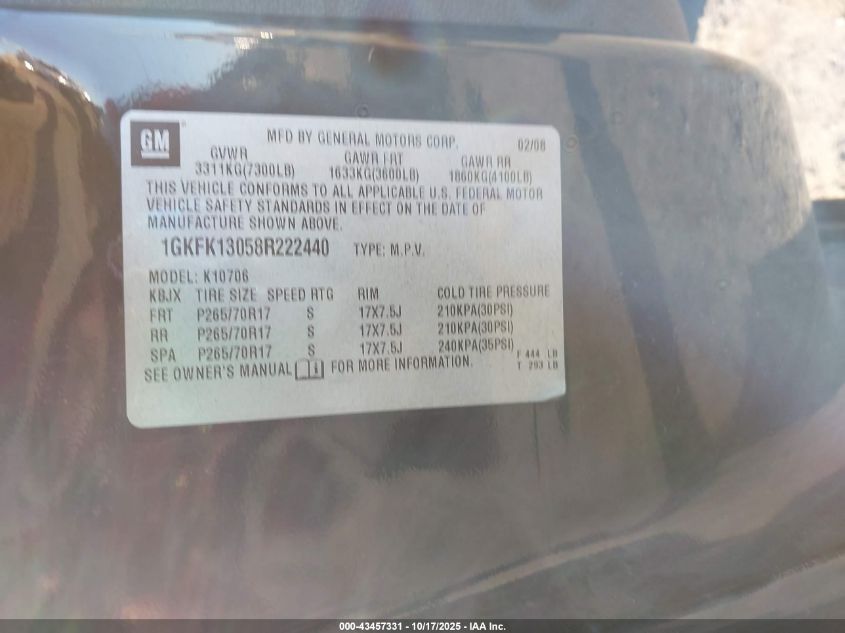 GM
MFD BY GENERAL MOTORS CORP. 02/08
GVWR GAWR FRT GAWR RR
3311KG(7300LB) 1633KG(3600LB) 1860KG(4100LB)
THIS VEHICLE CONFORMS TO ALL APPLICABLE U.S. FEDERAL MOTOR
VEHICLE SAFETY STANDARDS IN EFFECT ON THE DATE OF
MANUFACTURE SHOWN ABOVE.
1GKFK13058R222440 TYPE: M.P.V.
MODEL: K10706
KBJX TIRE SIZE SPEED RTG RIM COLD TIRE PRESSURE
FRT P265/70R17 S 17X7.5J 210KPA(30PSI)
RR P265/70R17 S 17X7.5J 210KPA(30PSI)
SPA P265/70R17 S 17X7.5J 240KPA(35PSI)
SEE OWNER'S MANUAL FOR MORE INFORMATION.
F 444 LB
T 293 LB
000-43457331 - 10/17/2025 - IAA Inc.